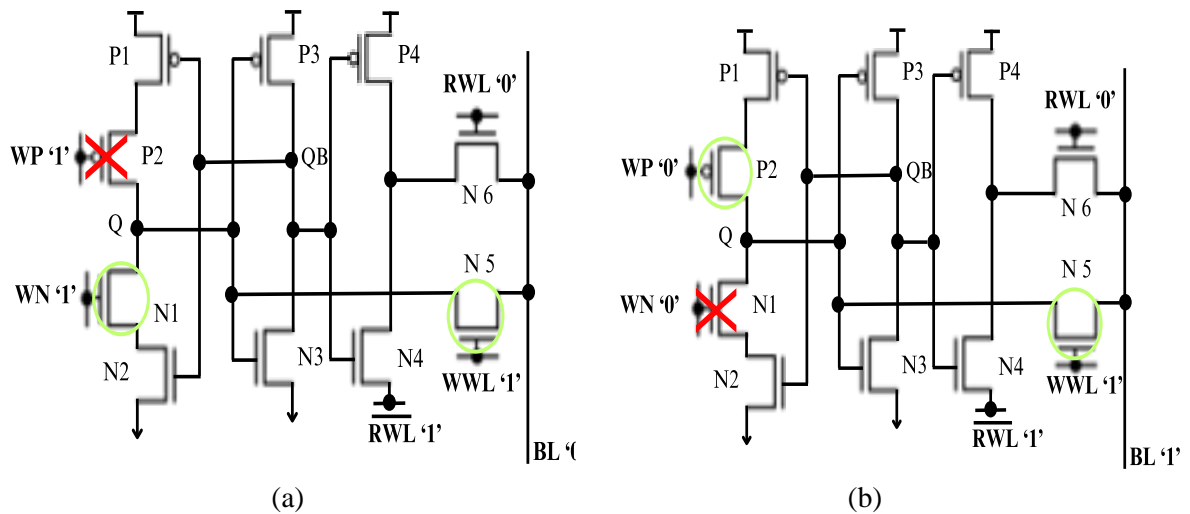 P1
P3
P4
RWL ‘0’
WP ‘1’
P2
QB
N 6
Q
N 5
WN ‘1’
N1
N2
N3
N4
WWL ‘1’
RWL ‘1’
BL
(a)
P1
P3
P4
RWL ‘0’
WP ‘0’
P2
QB
N 6
Q
N 5
WN ‘0’
N1
N2
N3
N4
WWL ‘1’
RWL ‘1’
BL ‘1’
(b)